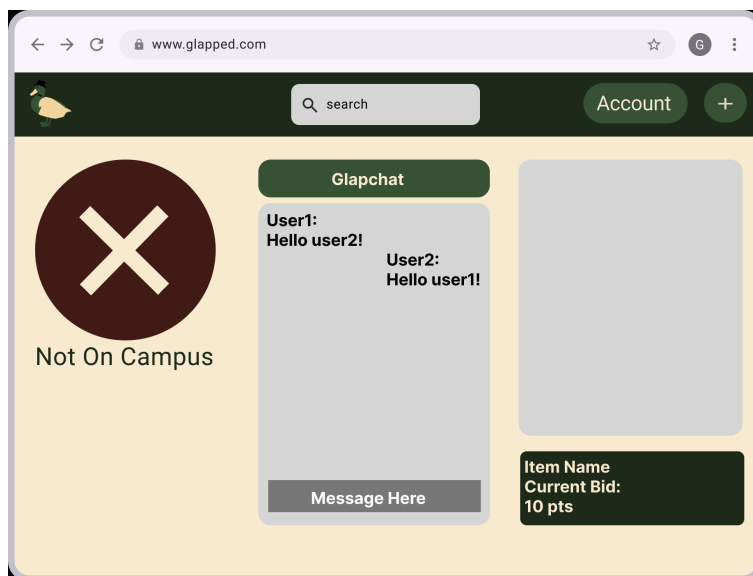 www.glapped.com
G
search
Account
+
Not On Campus
Glapchat
User1:
Hello user2!
User2:
Hello user1!
Message Here
Item Name
Current Bid:
10 pts